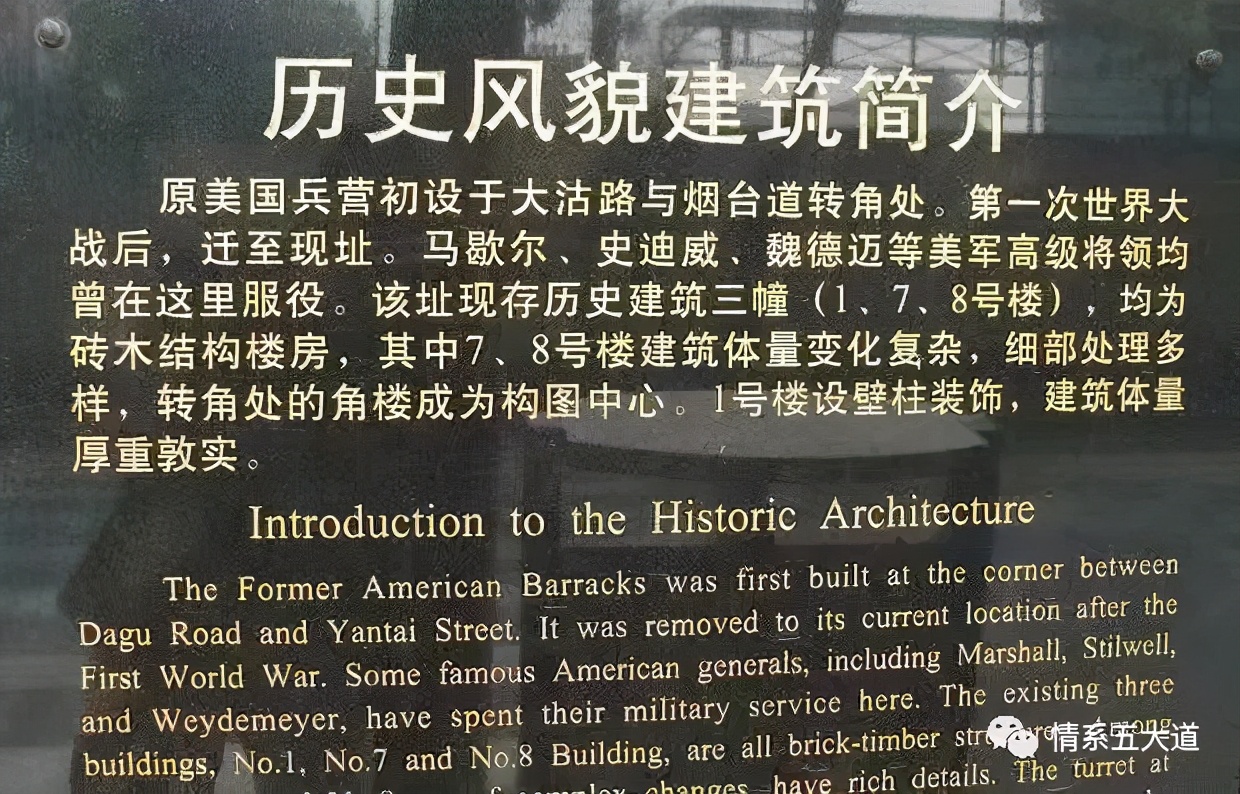 历史风貌建筑简介
原美国兵营初设于大沽路与烟台道转角处。第一次世界大
战后，迁至现址。马歇尔、史迪威、魏德迈等美军高级将领均
曾在这里服役。该址现存历史建筑三幢（1、7、8号楼），均为
砖木结构楼房，其中7、8号楼建筑体量变化复杂，细部处理多
样，转角处的角楼成为构图中心。1号楼设壁柱装饰，建筑体量
厚重敦实。
Introduction to the Historic Architecture
The Former American Barracks was first built at the corner between
Dagu Road and Yantai Street. It was removed to its current location after the
First World War. Some famous American generals, including Marshall, Stilwell,
and Weydemeyer, have spent their military service here. The existing three
buildings, No.1, No.7 and No.8 Building, are all brick-timber Among
complex changes, have rich details. The turret at
情系五大道